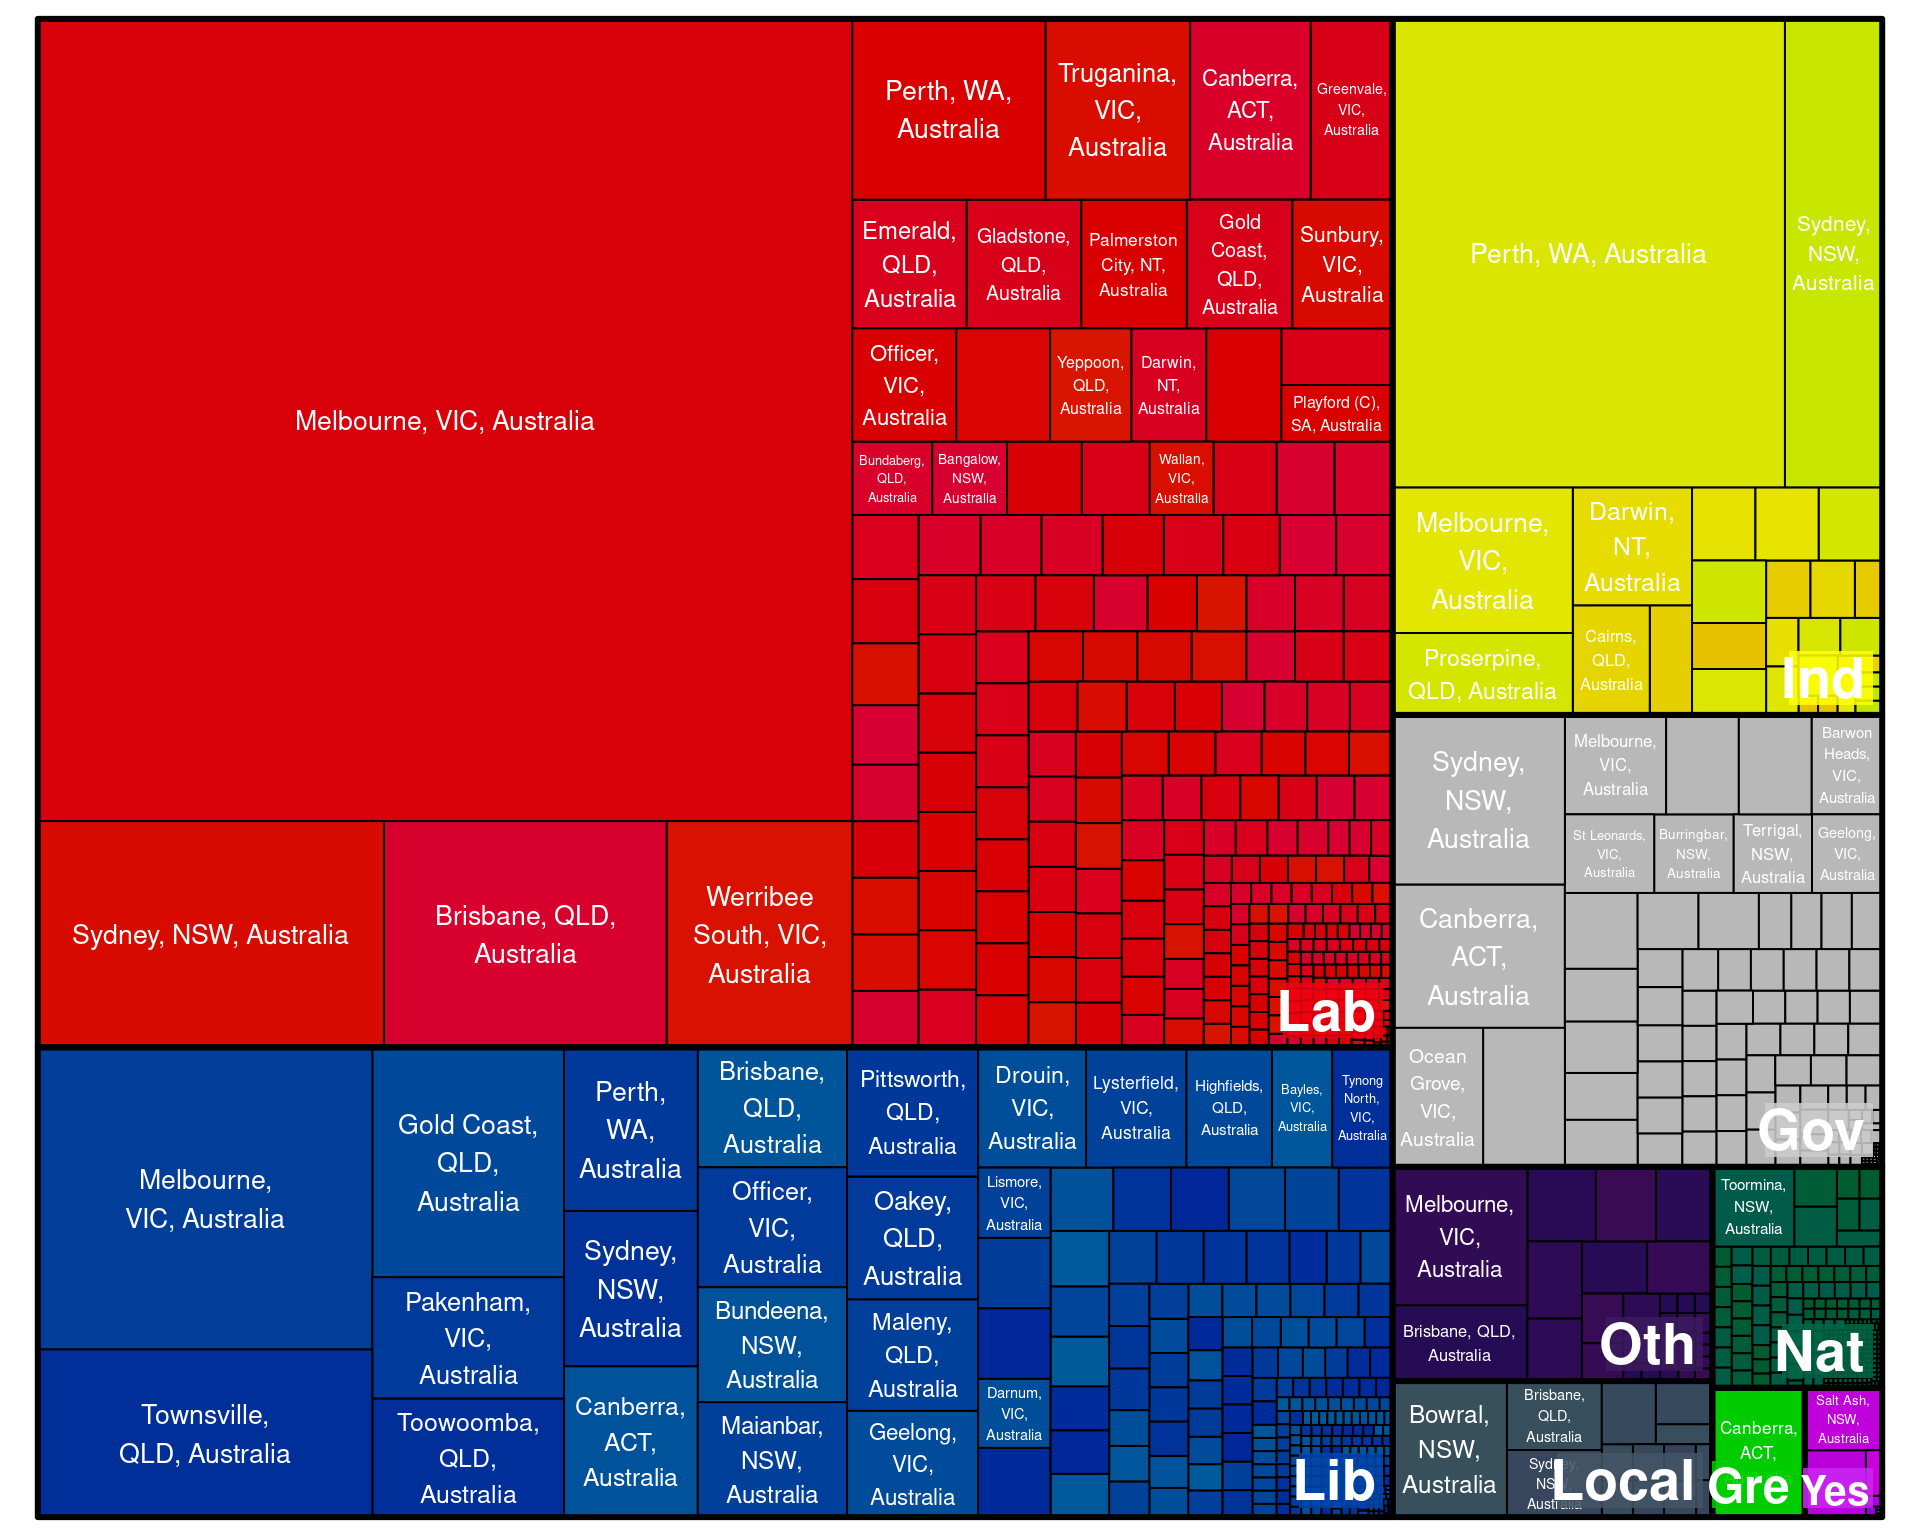 Melbourne, VIC, Australia
Sydney, NSW, Australia
Brisbane, QLD,
Australia
Werribee
South, VIC,
Australia
Perth, WA,
Australia
Truganina,
VIC,
Australia
Canberra,
ACT,
Australia
Greenvale,
VIC,
Australia
Emerald,
QLD,
Australia
Gladstone,
QLD,
Australia
Palmerston
City, NT,
Australia
Gold
Coast,
QLD,
Australia
Sunbury,
VIC,
Australia
Officer,
VIC,
Australia
Yeppoon,
QLD,
Australia
Darwin,
NT,
Australia
Playford (C),
SA, Australia
Bundaberg,
QLD,
Australia
Bangalow,
NSW,
Australia
Wallan,
VIC,
Australia
Lab
Perth, WA, Australia
Sydney,
NSW,
Australia
Melbourne,
VIC,
Australia
Darwin,
NT,
Australia
Proserpine,
QLD, Australia
Cairns,
QLD,
Australia
Ind
Sydney,
NSW,
Australia
Melbourne,
VIC,
Australia
Barwon
Heads,
VIC,
Australia
St Leonards,
VIC,
Australia
Burringbar,
NSW,
Australia
Terrigal,
NSW,
Australia
Geelong,
VIC,
Australia
Canberra,
ACT,
Australia
Ocean
Grove,
VIC,
Australia
Gov
Melbourne,
VIC, Australia
Townsville,
QLD, Australia
Gold Coast,
QLD,
Australia
Pakenham,
VIC,
Australia
Toowoomba,
QLD,
Australia
Perth,
WA,
Australia
Sydney,
NSW,
Australia
Canberra,
ACT,
Australia
Brisbane,
QLD,
Australia
Officer,
VIC,
Australia
Bundeena,
NSW,
Australia
Maianbar,
NSW,
Australia
Pittsworth,
QLD,
Australia
Oakey,
QLD,
Australia
Maleny,
QLD,
Australia
Geelong,
VIC,
Australia
Drouin,
VIC,
Australia
Lysterfield,
VIC,
Australia
Highfields,
QLD,
Australia
Bayles,
VIC,
Australia
Tynong
North,
VIC,
Australia
Lismore,
VIC,
Australia
Darnum,
VIC,
Australia
Lib
Melbourne,
VIC,
Australia
Brisbane, QLD,
Australia
Oth
Toormina,
NSW,
Australia
Nat
Bowral,
NSW,
Australia
Brisbane,
QLD,
Australia
Sydney,
NSW,
Australia
Local
Canberra,
ACT,
Gre
Salt Ash,
NSW,
Australia
Yes